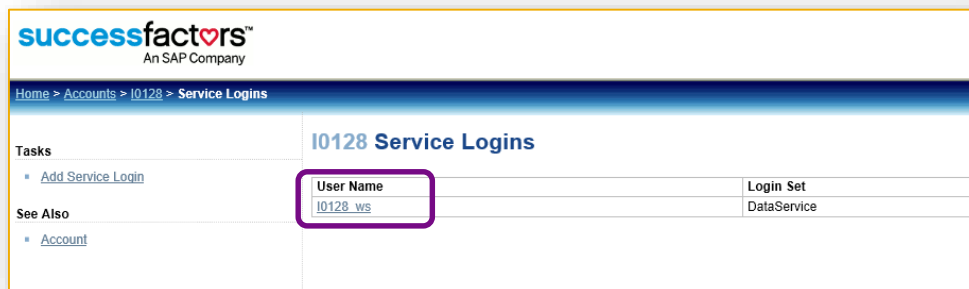 successfactors™
An SAP Company
Home > Accounts > I0128 > Service Logins
Tasks
Add Service Login
See Also
Account
I0128 Service Logins
User Name Login Set
I0128_ws DataService